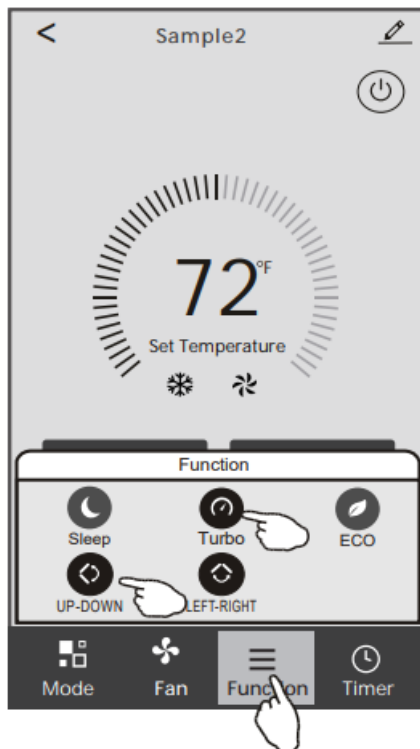 Sample2
72°F
Set Temperature
Function
Sleep Turbo ECO
UP-DOWN LEFT-RIGHT
Mode Fan Function Timer